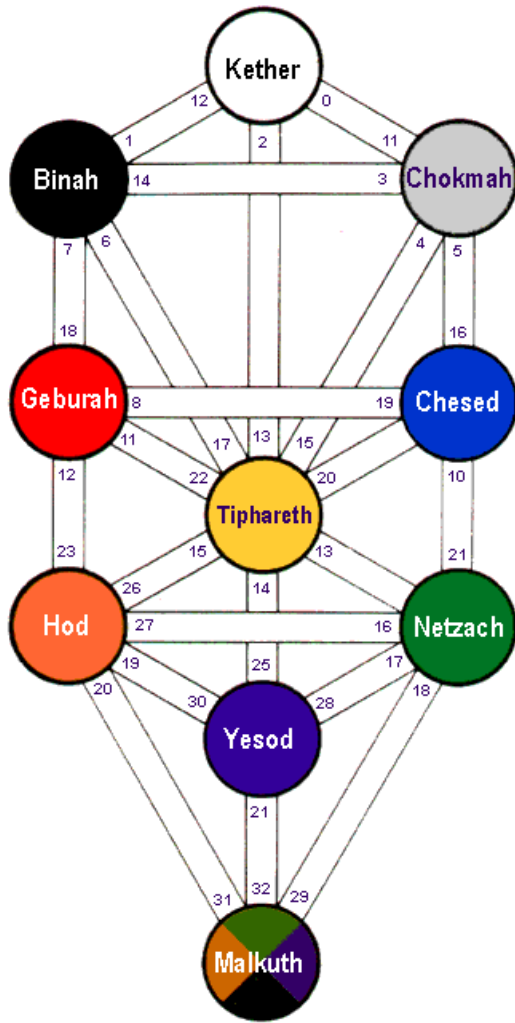 Kether
12 0
1 2 11
Binah 14 3 Chokmah
7 6 4 5
18 16
Geburah 8 19 Chesed
11 17 13 15
12 22 20 10
Tiphareth
23 15 13 21
26 14
Hod 27 16 Netzach
19 25 17
20 30 28 18
Yesod
21
31 32 29
Malkuth